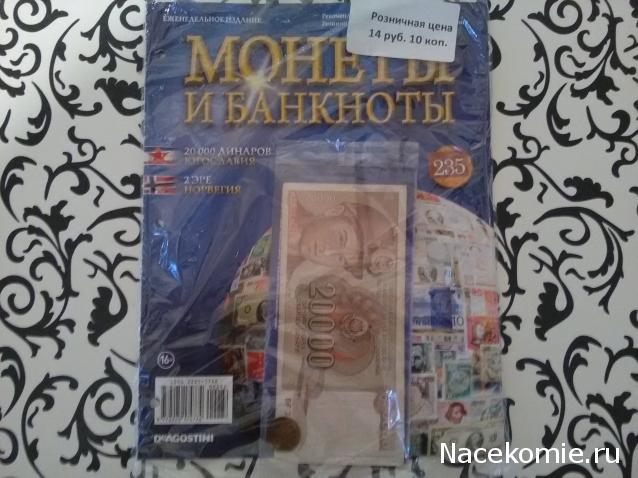 ЕЖЕНЕДЕЛЬНОЕ ИЗДАНИЕ
Розничная цена
14 руб. 10 коп.
МОНЕТЫ
И БАНКНОТЫ
20 000 ДИНАРОВ
ЮГОСЛАВИЯ
2 ЭРЕ
НОРВЕГИЯ
235
20000
16+
DeAGOSTINI
Nacekomie.ru